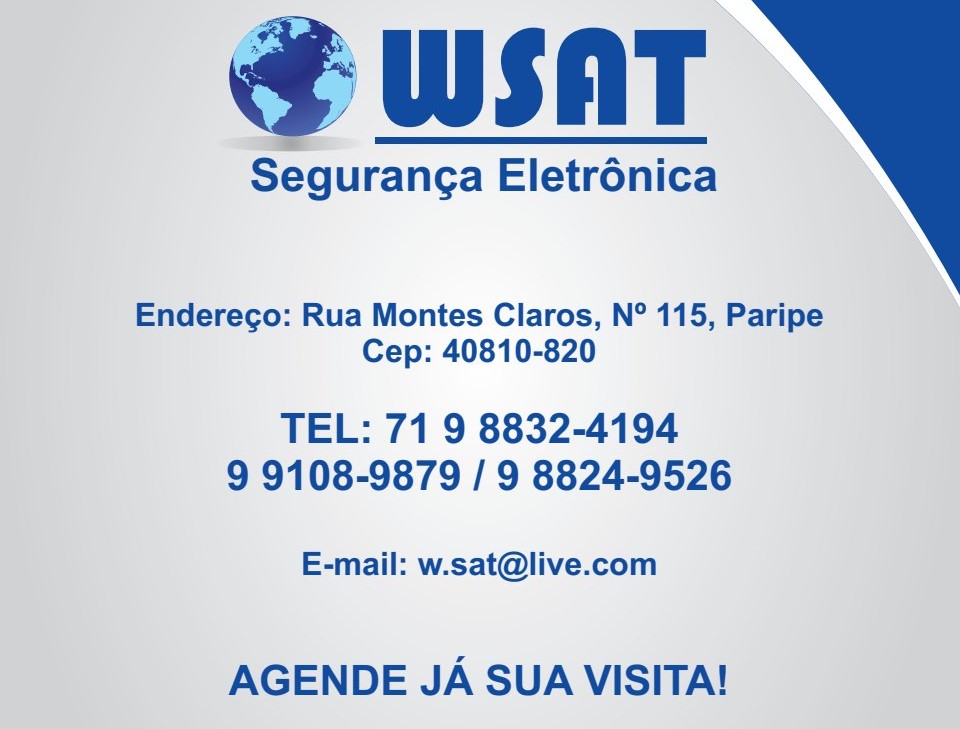 WSAT
Segurança Eletrônica
Endereço: Rua Montes Claros, Nº 115, Paripe
Cep: 40810-820
TEL: 71 9 8832-4194
9 9108-9879 / 9 8824-9526
E-mail: w.sat@live.com
AGENDE JÁ SUA VISITA!